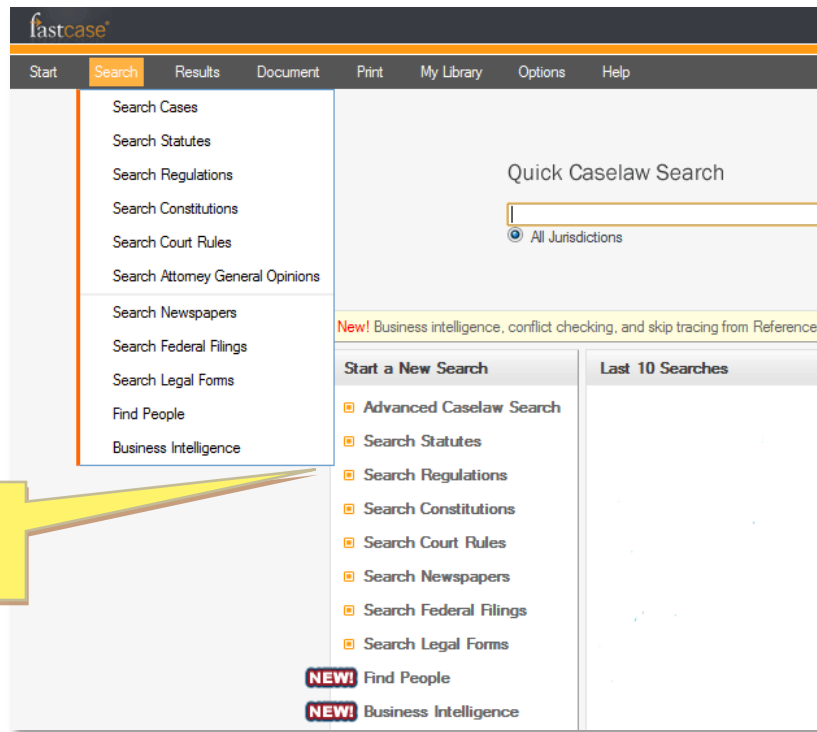 fastcase
Start Search Results Document Print My Library Options Help
Search Cases
Search Statutes
Search Regulations
Search Constitutions
Search Court Rules
Search Attorney General Opinions
Search Newspapers
Search Federal Filings
Search Legal Forms
Find People
Business Intelligence
Quick Caselaw Search
All Jurisdictions
New! Business intelligence, conflict checking, and skip tracing from Reference
Start a New Search
Advanced Caselaw Search
Search Statutes
Search Regulations
Search Constitutions
Search Court Rules
Search Newspapers
Search Federal Filings
Search Legal Forms
NEW! Find People
NEW! Business Intelligence
Last 10 Searches